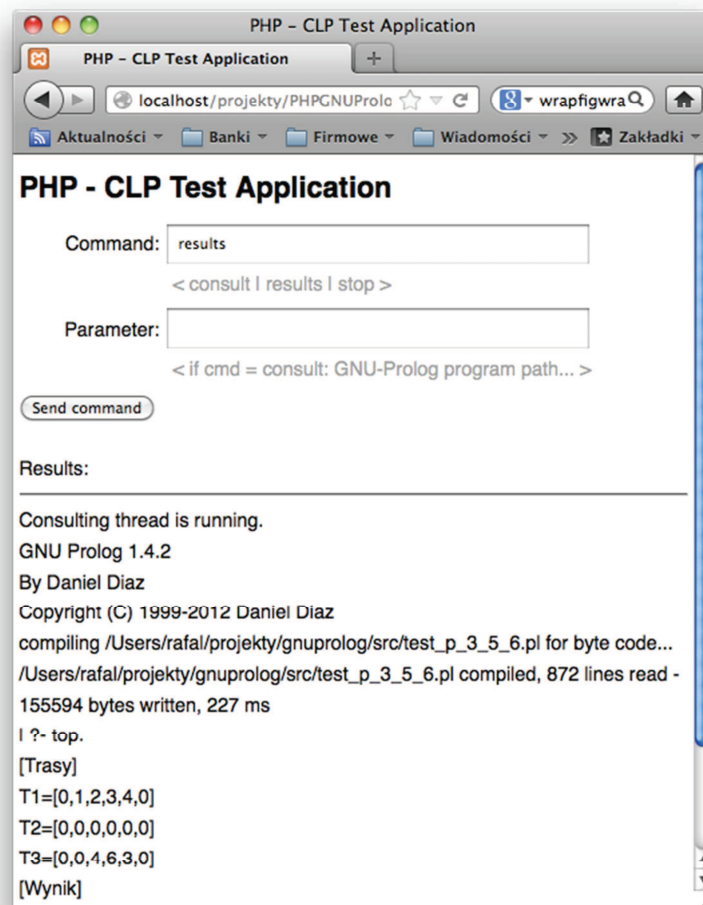 PHP - CLP Test Application
PHP - CLP Test Application
localhost/projekty/PHPGNUProlo
wrapfigwra
Aktualności Banki Firmowe Wiadomości » Zakładki
PHP - CLP Test Application
Command: results
< consult | results | stop >
Parameter:
< if cmd = consult: GNU-Prolog program path... >
Send command
Results:
Consulting thread is running.
GNU Prolog 1.4.2
By Daniel Diaz
Copyright (C) 1999-2012 Daniel Diaz
compiling /Users/rafal/projekty/gnuprolog/src/test_p_3_5_6.pl for byte code...
/Users/rafal/projekty/gnuprolog/src/test_p_3_5_6.pl compiled, 872 lines read -
155594 bytes written, 227 ms
| ?- top.
[Trasy]
T1=[0,1,2,3,4,0]
T2=[0,0,0,0,0,0]
T3=[0,0,4,6,3,0]
[Wynik]